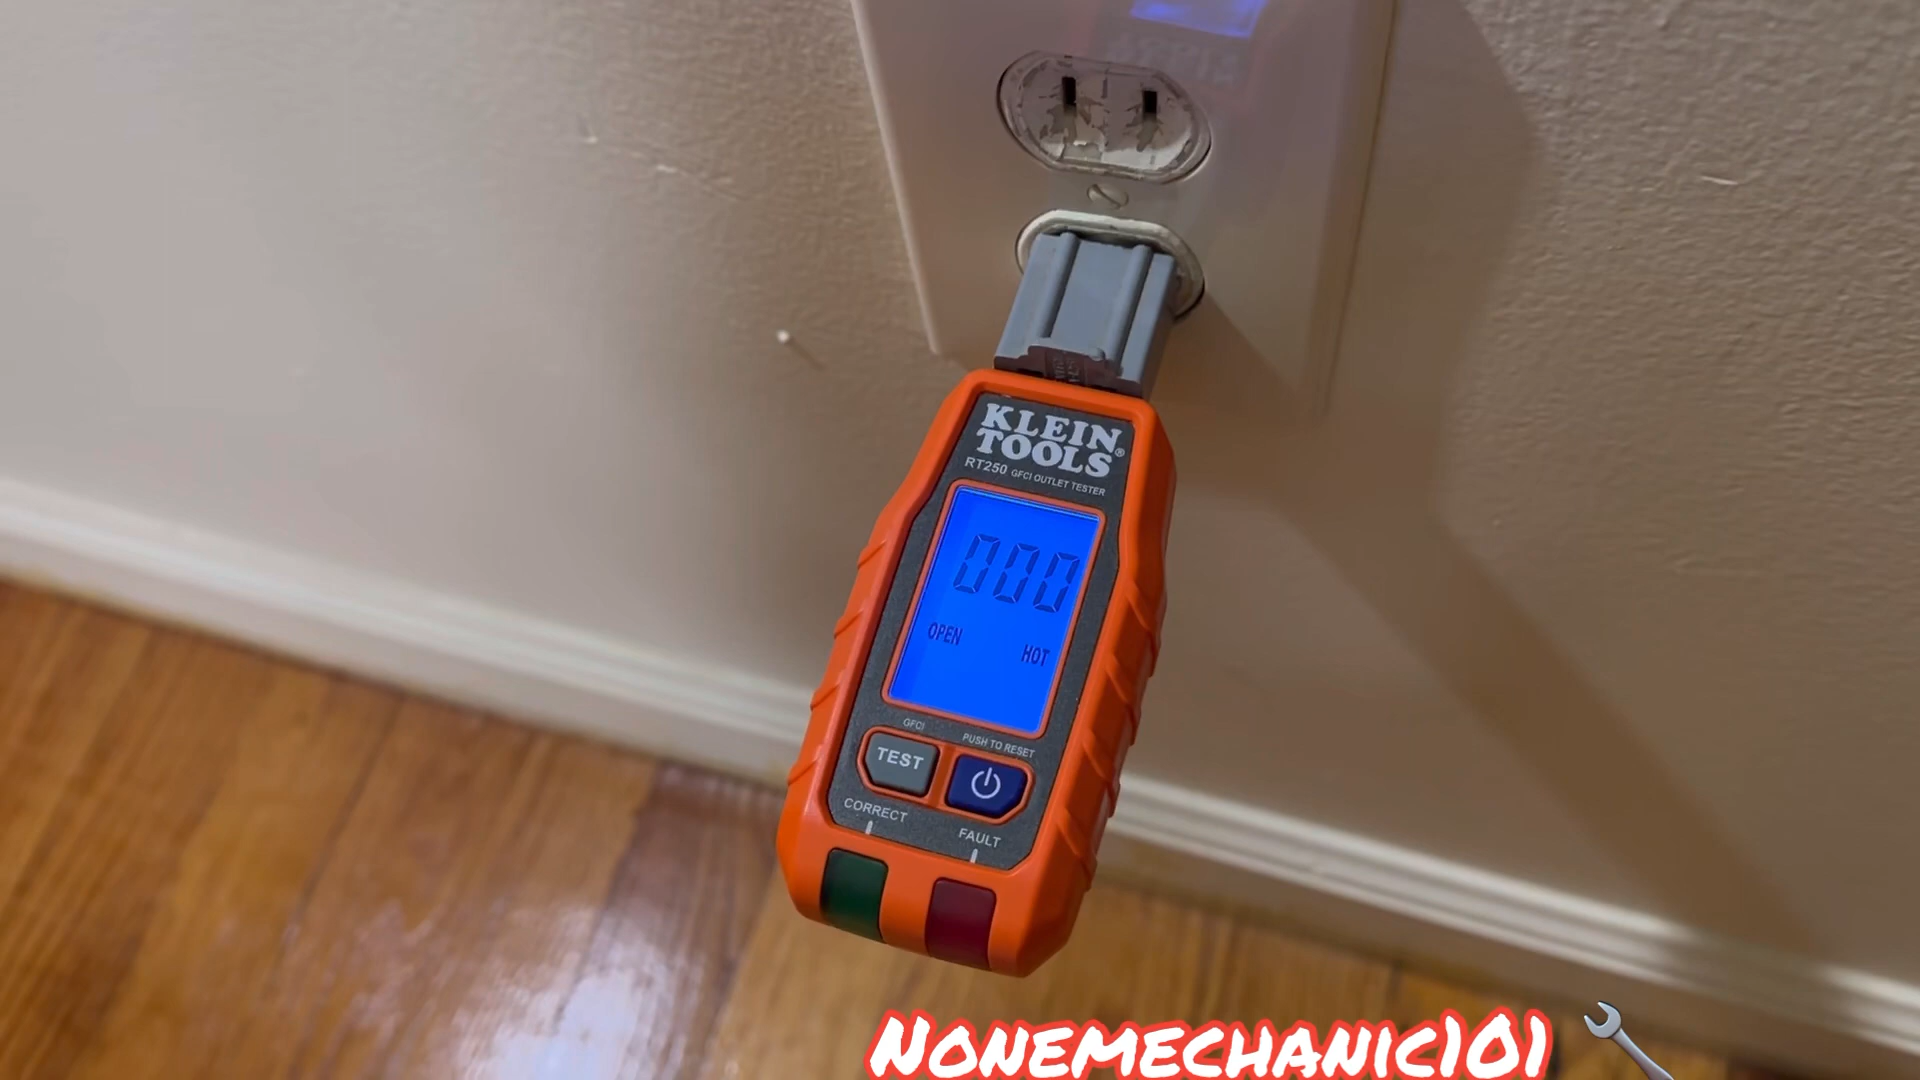 KLEIN
TOOLS®
RT250 GFCI OUTLET TESTER
000
OPEN
HOT
GFCI
PUSH TO RESET
TEST
CORRECT
FAULT
Nonemechanic101